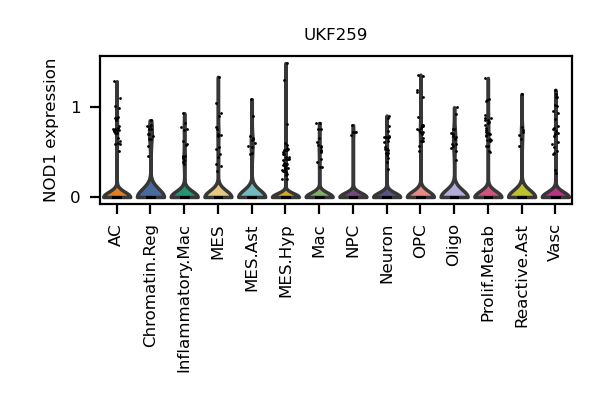 UKF259
NOD1 expression
1
0
AC
Chromatin.Reg
Inflammatory.Mac
MES
MES.Ast
MES.Hyp
Mac
NPC
Neuron
OPC
Oligo
Prolif.Metab
Reactive.Ast
Vasc